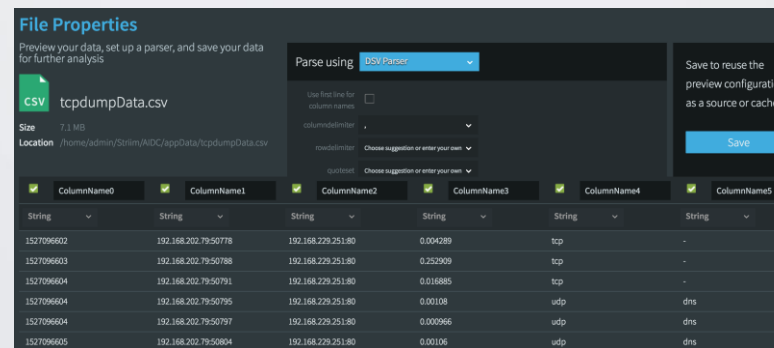 File Properties
Preview your data, set up a parser, and save your data
for further analysis
CSV
tcpdumpData.csv
Size 7.1 MB
Location /home/admin/Striim/AIDC/appData/tcpdumpData.csv
Parse using DSV Parser
Use first line for
column names
columndelimiter ,
rowdelimiter Choose suggestion or enter your own
quoteset Choose suggestion or enter your own
Save to reuse the
preview configurati
as a source or cache
Save
ColumnName0 ColumnName1 ColumnName2 ColumnName3 ColumnName4 ColumnName5
String String String String String String
1527096602 192.168.202.79:50778 192.168.229.251:80 0.004289 tcp -
1527096603 192.168.202.79:50788 192.168.229.251:80 0.252909 tcp -
1527096604 192.168.202.79:50791 192.168.229.251:80 0.016885 tcp -
1527096604 192.168.202.79:50795 192.168.229.251:80 0.00108 udp dns
1527096604 192.168.202.79:50797 192.168.229.251:80 0.000966 udp dns
1527096605 192.168.202.79:50804 192.168.229.251:80 0.00106 udp dns